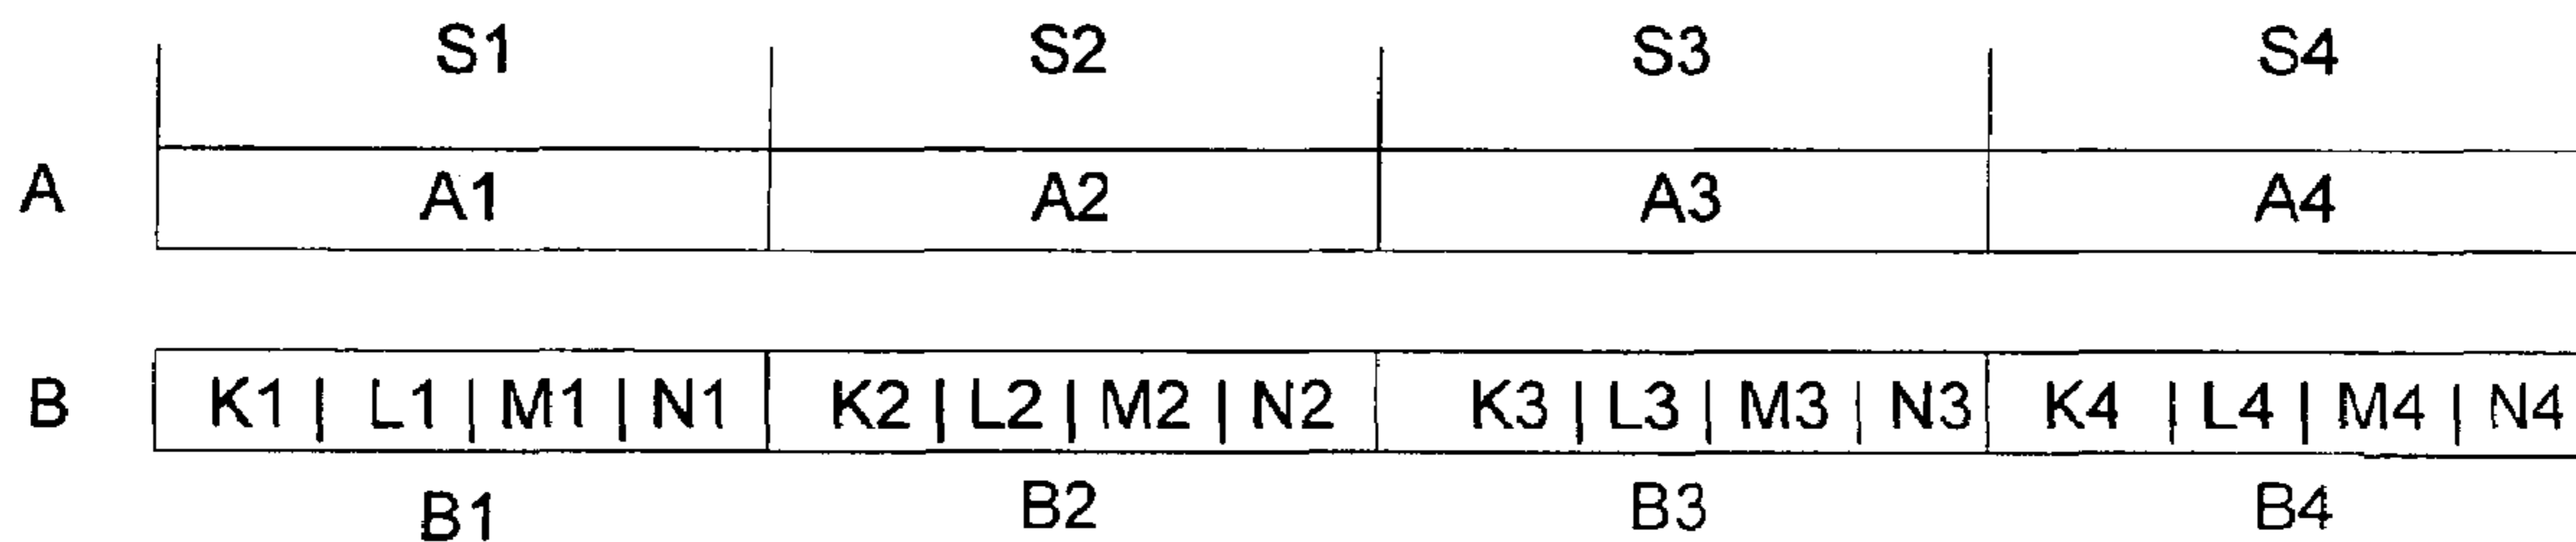 S1 S2 S3 S4
A A1 A2 A3 A4
B K1 | L1 | M1 | N1 K2 | L2 | M2 | N2 K3 | L3 | M3 | N3 K4 | L4 | M4 | N4
B1 B2 B3 B4